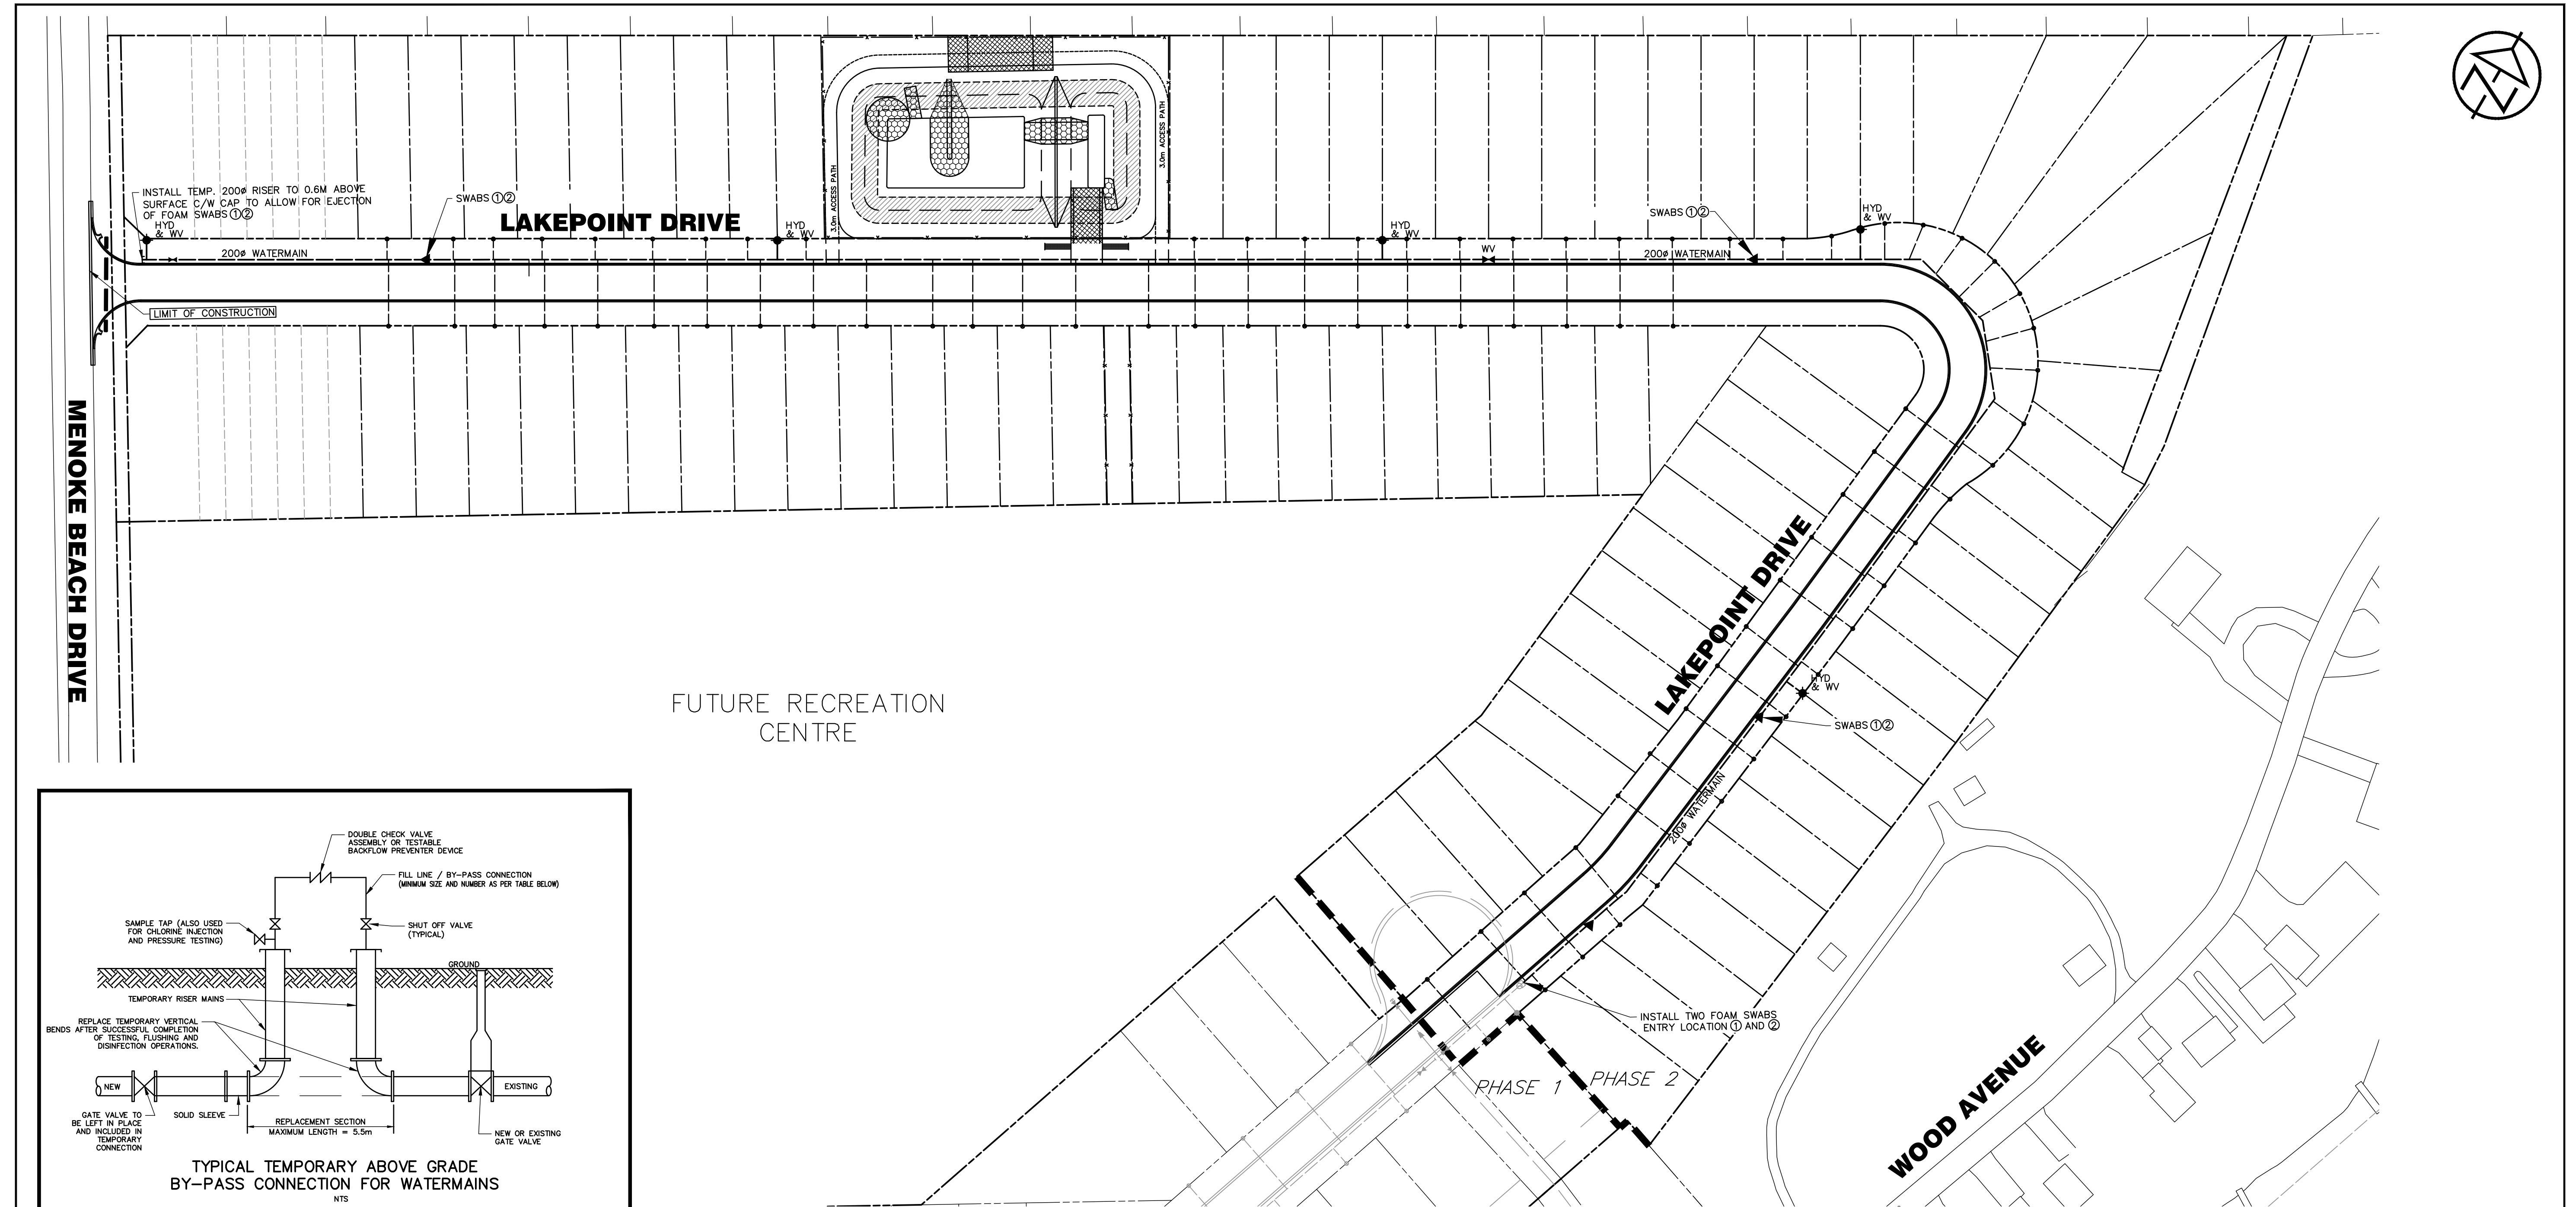 INSTALL TEMP. 200ø RISER TO 0.6M ABOVE
SURFACE C/W CAP TO ALLOW FOR EJECTION
OF FOAM SWABS ①②
HYD
& WV
200ø WATERMAIN
SWABS ①②
LAKEPOINT DRIVE
HYD
& WV
3.0m ACCESS PATH
3.0m ACCESS PATH
HYD
& WV
WV
SWABS ①②
200ø WATERMAIN
HYD
& WV
N
LIMIT OF CONSTRUCTION
MENOKE BEACH DRIVE
FUTURE RECREATION
CENTRE
LAKEPOINT DRIVE
HYD
& WV
SWABS ①②
200ø WATERMAIN
INSTALL TWO FOAM SWABS
ENTRY LOCATION ① AND ②
PHASE 1
PHASE 2
WOOD AVENUE
DOUBLE CHECK VALVE
ASSEMBLY OR TESTABLE
BACKFLOW PREVENTER DEVICE
FILL LINE / BY-PASS CONNECTION
(MINIMUM SIZE AND NUMBER AS PER TABLE BELOW)
SAMPLE TAP (ALSO USED
FOR CHLORINE INJECTION
AND PRESSURE TESTING)
SHUT OFF VALVE
(TYPICAL)
GROUND
TEMPORARY RISER MAINS
REPLACE TEMPORARY VERTICAL
BENDS AFTER SUCCESSFUL COMPLETION
OF TESTING, FLUSHING AND
DISINFECTION OPERATIONS.
NEW
EXISTING
GATE VALVE TO
BE LEFT IN PLACE
AND INCLUDED IN
TEMPORARY
CONNECTION
SOLID SLEEVE
REPLACEMENT SECTION
MAXIMUM LENGTH = 5.5m
NEW OR EXISTING
GATE VALVE
TYPICAL TEMPORARY ABOVE GRADE
BY-PASS CONNECTION FOR WATERMAINS
NTS